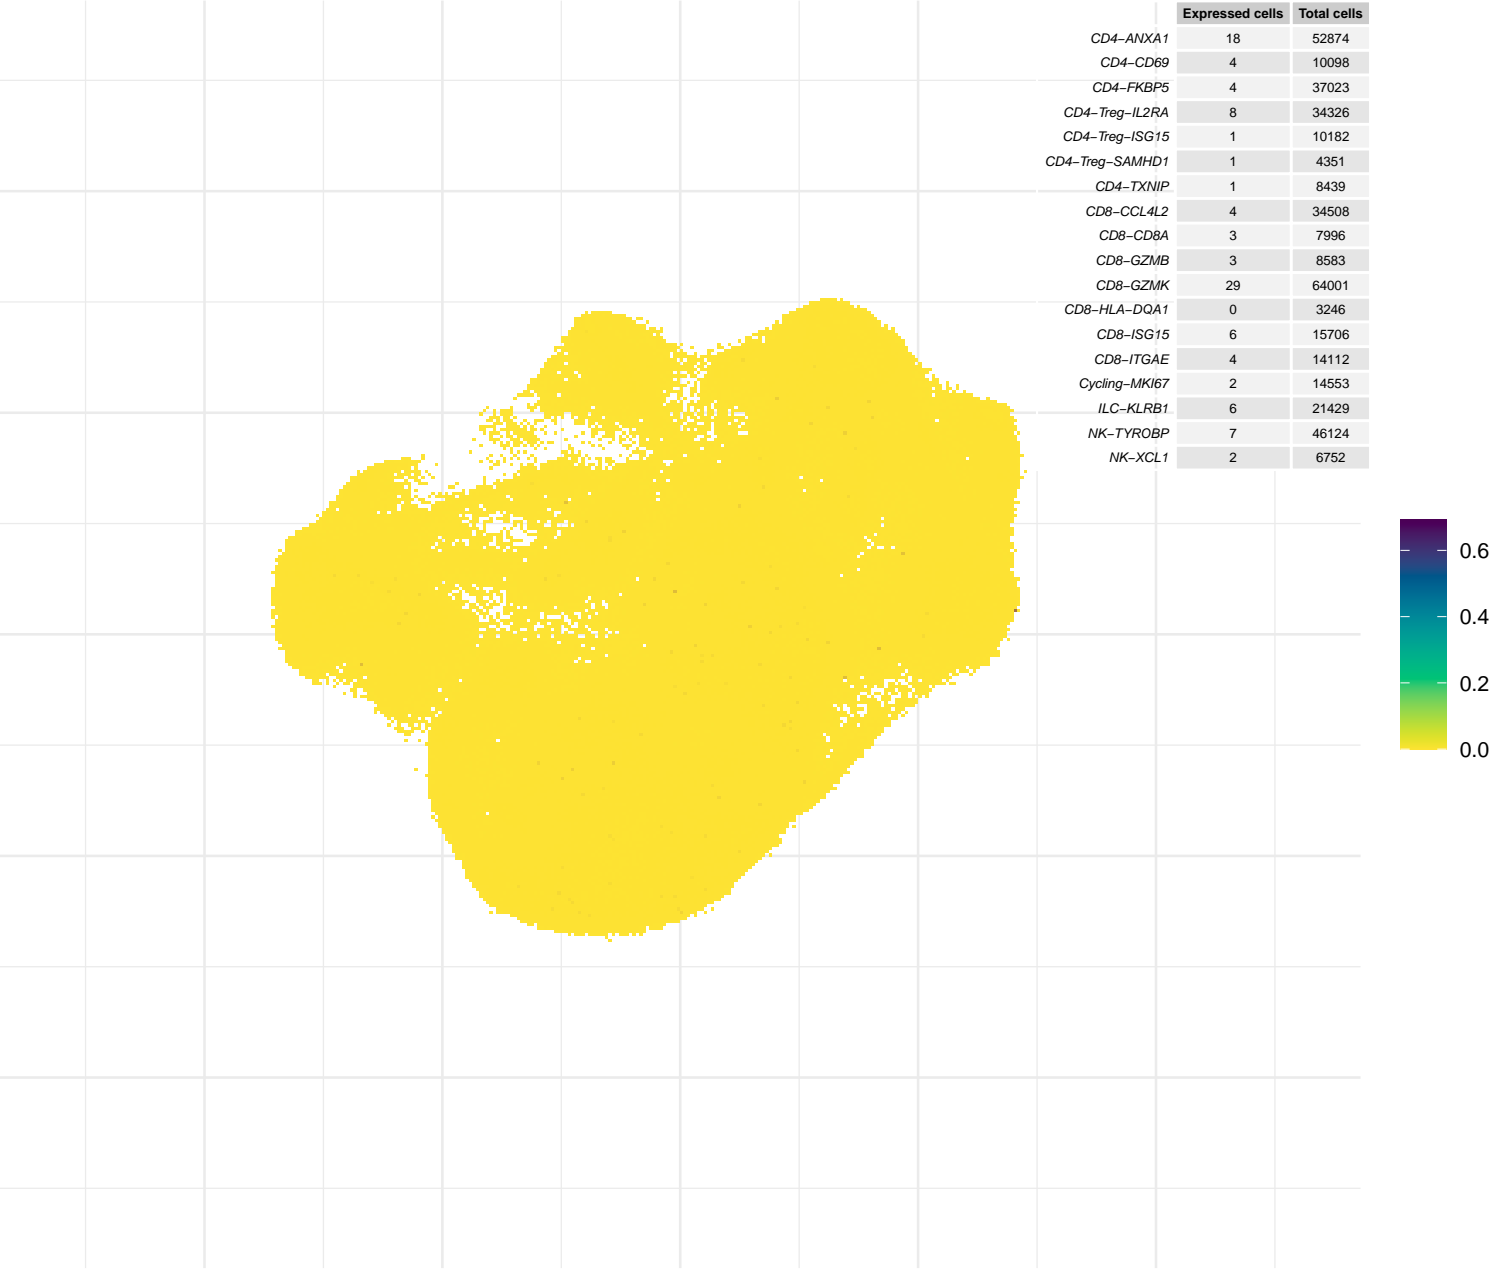 Expressed cells Total cells
CD4−ANXA1 18 52874
CD4−CD69 4 10098
CD4−FKBP5 4 37023
CD4−Treg−IL2RA 8 34326
CD4−Treg−ISG15 1 10182
CD4−Treg−SAMHD1 1 4351
CD4−TXNIP 1 8439
CD8−CCL4L2 4 34508
CD8−CD8A 3 7996
CD8−GZMB 3 8583
CD8−GZMK 29 64001
CD8−HLA−DQA1 0 3246
CD8−ISG15 6 15706
CD8−ITGAE 4 14112
Cycling−MKI67 2 14553
ILC−KLRB1 6 21429
NK−TYROBP 7 46124
NK−XCL1 2 6752
0.6
0.4
0.2
0.0